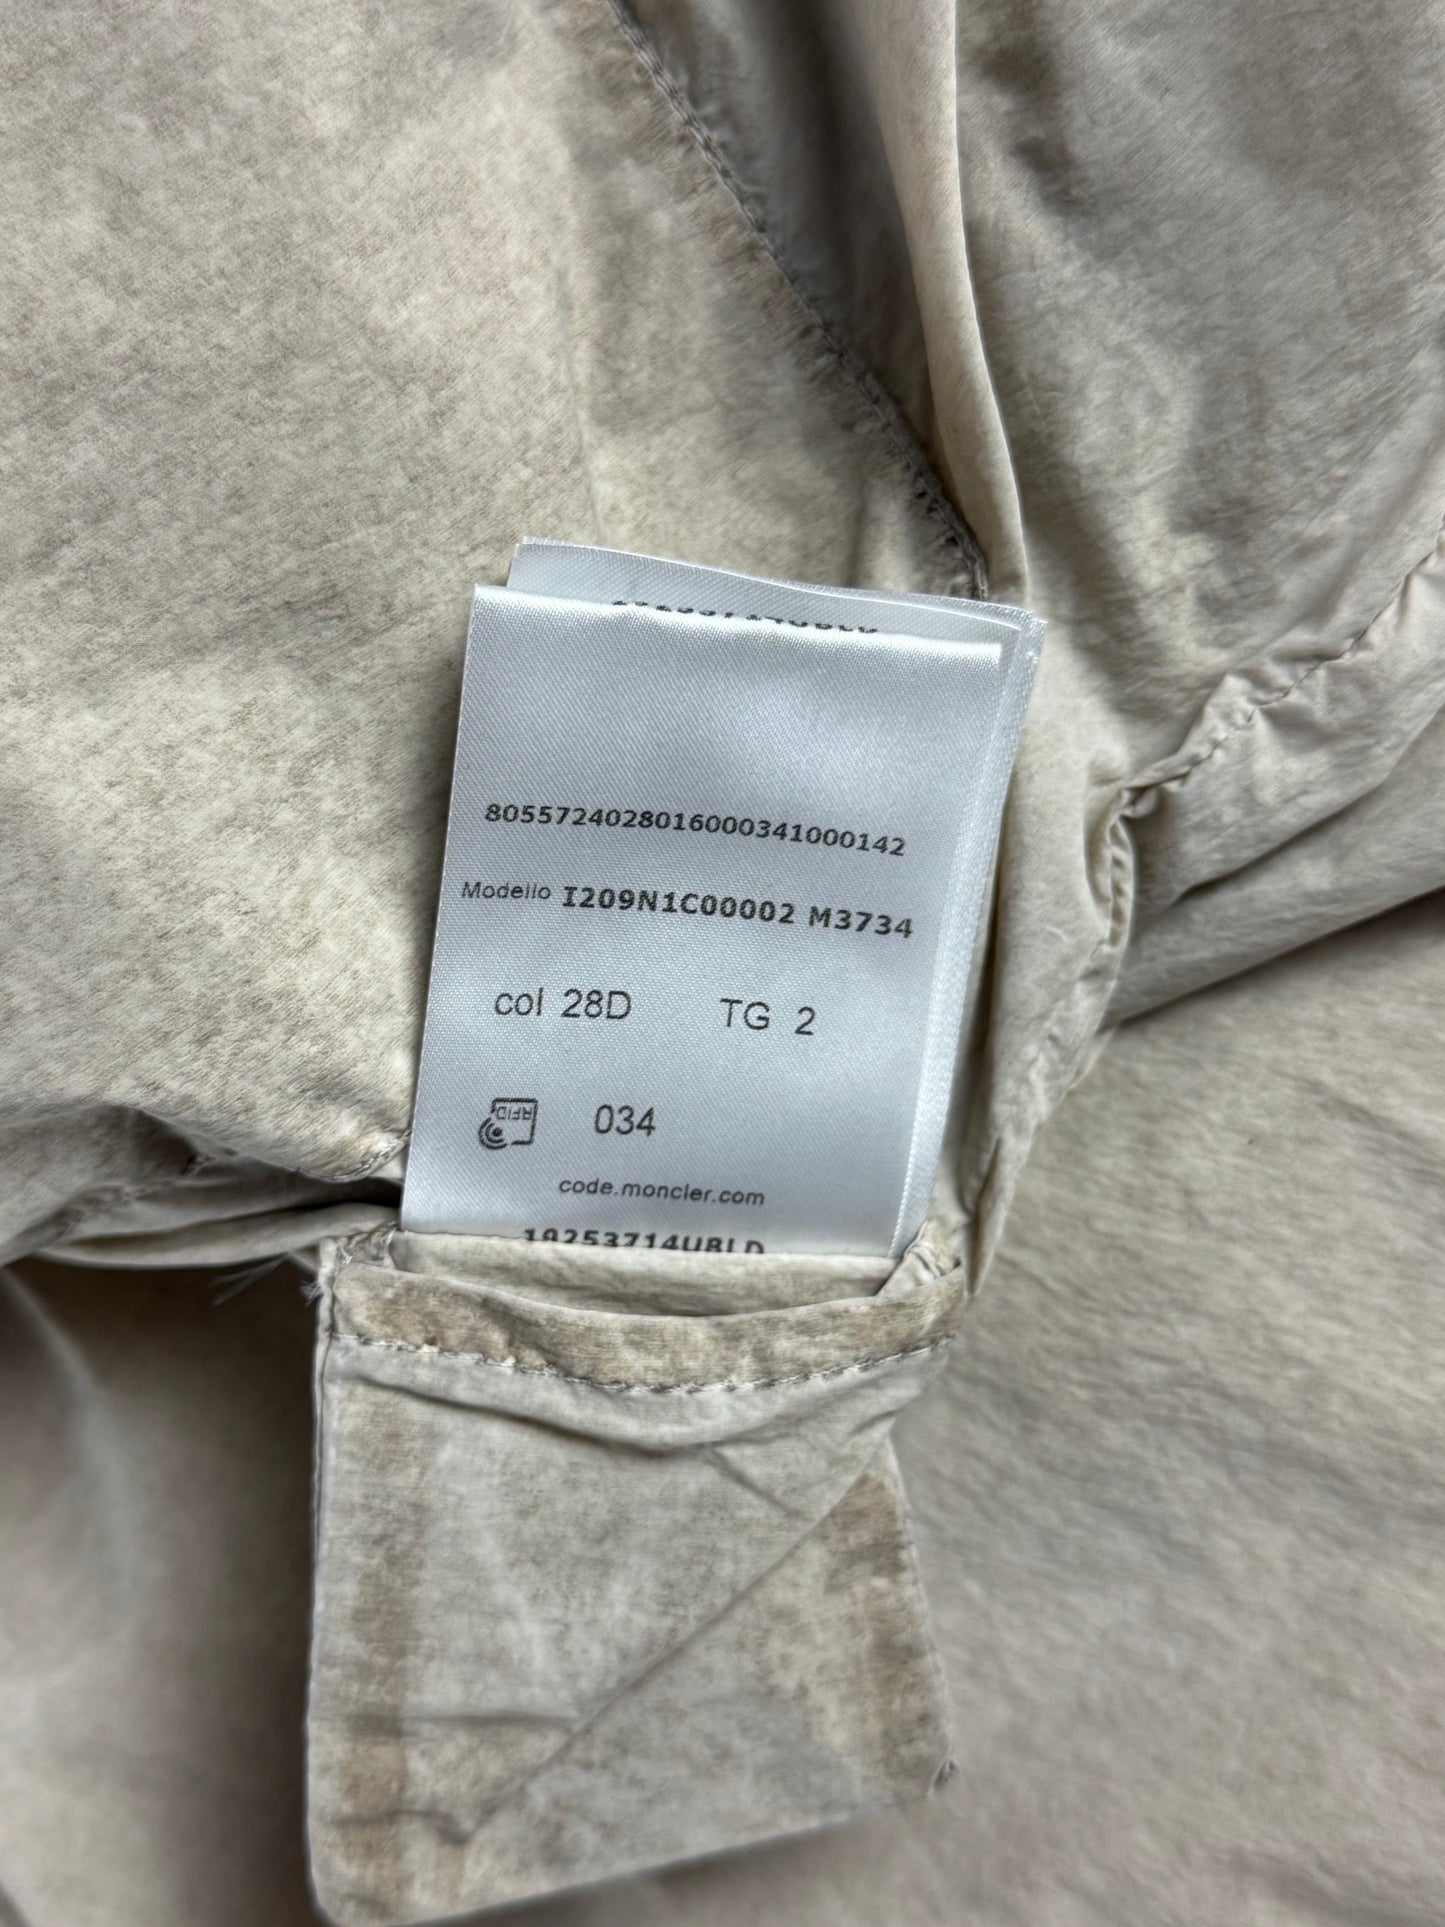 8055724028016000341000142
Modello I209N1C00002 M3734
col 28D TG 2
RFID 034
code.moncler.com